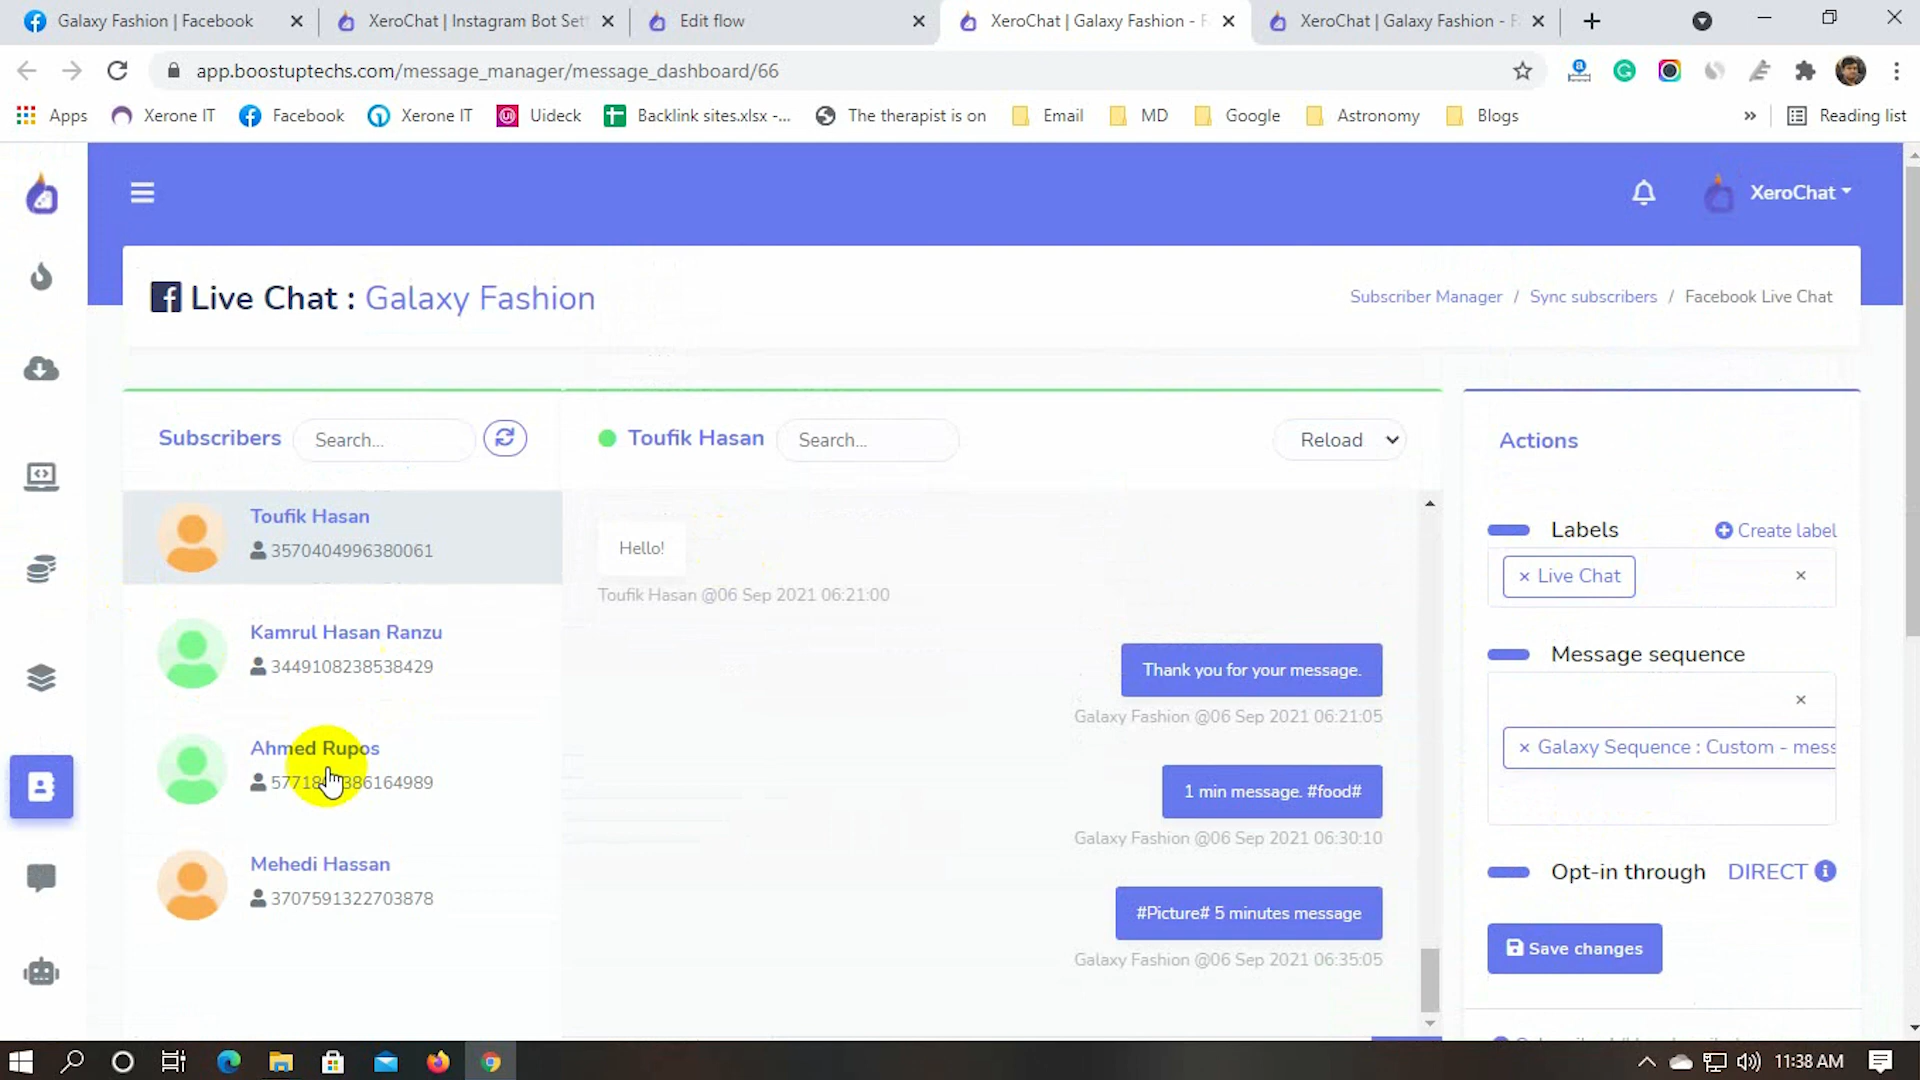 Galaxy Fashion | Facebook
XeroChat | Instagram Bot Sett
Edit flow
XeroChat | Galaxy Fashion - F
XeroChat | Galaxy Fashion - F
app.boostuptechs.com/message_manager/message_dashboard/66
Apps
Xerone IT
Facebook
Xerone IT
Uideck
Backlink sites.xlsx -...
The therapist is on
Email
MD
Google
Astronomy
Blogs
»
Reading list
XeroChat
Live Chat : Galaxy Fashion
Subscriber Manager / Sync subscribers / Facebook Live Chat
Subscribers
Search...
Toufik Hasan
Search...
Reload
Actions
Toufik Hasan
3570404996380061
Kamrul Hasan Ranzu
3449108238538429
Ahmed Rupos
Mehedi Hassan
3707591322703878
Hello!
Toufik Hasan @06 Sep 2021 06:21:00
Thank you for your message.
Galaxy Fashion @06 Sep 2021 06:21:05
1 min message. #food#
Galaxy Fashion @06 Sep 2021 06:30:10
#Picture# 5 minutes message
Galaxy Fashion @06 Sep 2021 06:35:05
Labels
Create label
× Live Chat
×
Message sequence
×
× Galaxy Sequence : Custom - mess
Opt-in through DIRECT
Save changes
11:38 AM